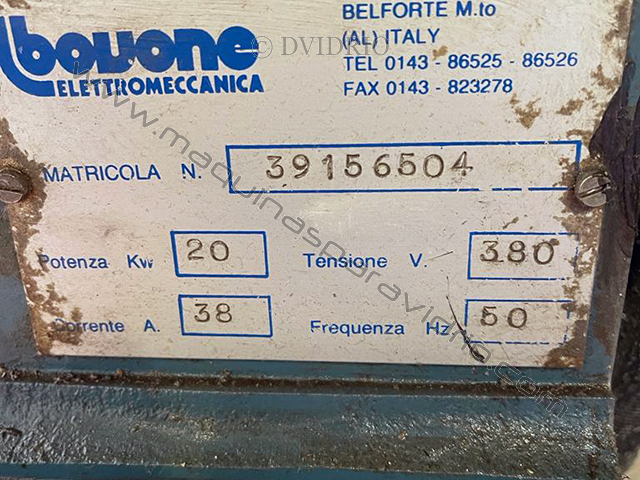 bovone
ELETTROMECCANICA
BELFORTE M.to
(AL) ITALY
TEL 0143 - 86525 - 86526
FAX 0143 - 823278
© DVIDRIO
MATRICOLA N. 39156504
Potenza Kw 20
Tensione V. 380
Corrente A. 38
Frequenza Hz 50
www.maquinasparavidrio.com